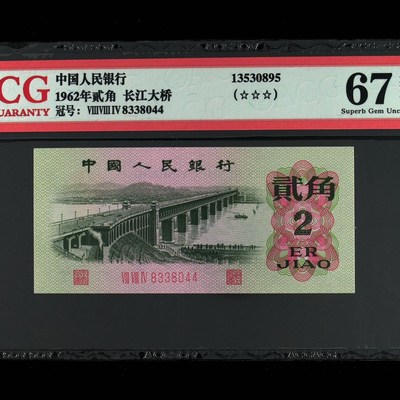 CG
UARANTY
中国人民银行
1962年贰角 长江大桥
冠号: ⅧⅧⅣ 8338044
13530895
(☆☆☆)
67
Superb Gem Unc
中國人民銀行
貳角
2
ER
JIAO
ⅧⅧⅣ 8338044